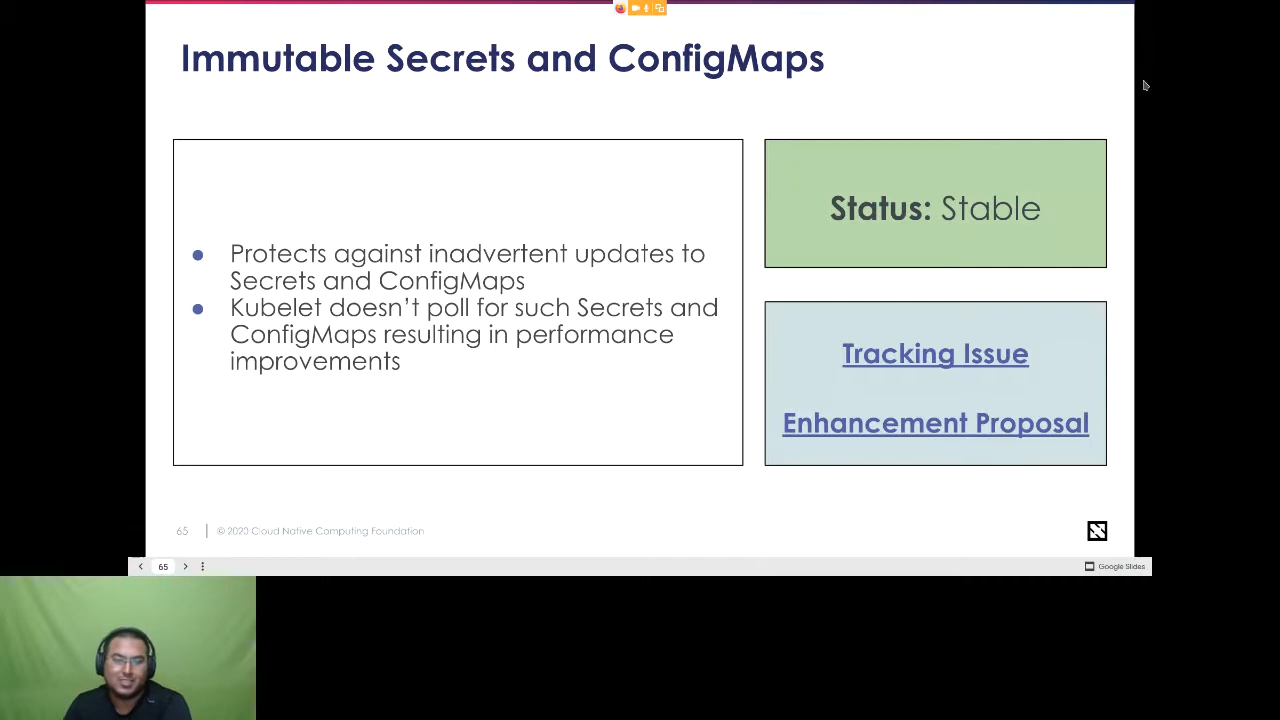 Immutable Secrets and ConfigMaps
● Protects against inadvertent updates to
Secrets and ConfigMaps
● Kubelet doesn’t poll for such Secrets and
ConfigMaps resulting in performance
improvements
Status: Stable
Tracking Issue
Enhancement Proposal
65
© 2020 Cloud Native Computing Foundation
65
Google Slides